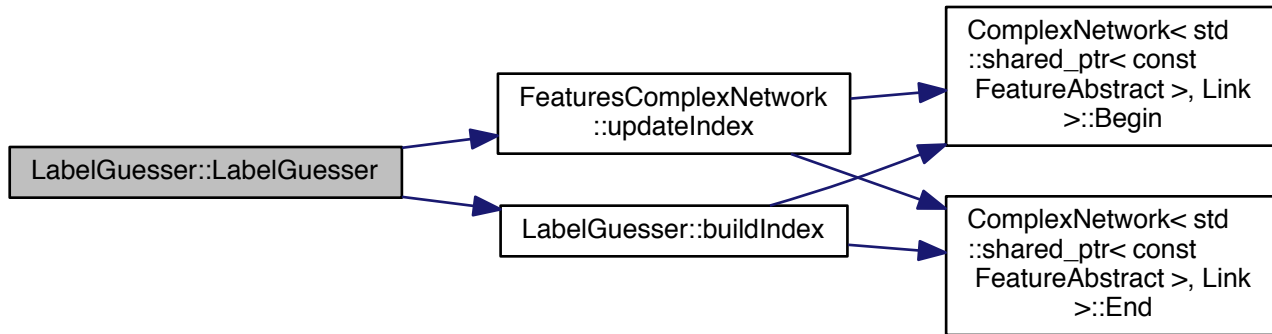 LabelGuesser::LabelGuesser
FeaturesComplexNetwork
::updateIndex
LabelGuesser::buildIndex
ComplexNetwork< std
::shared_ptr< const
FeatureAbstract >, Link
>::Begin
ComplexNetwork< std
::shared_ptr< const
FeatureAbstract >, Link
>::End